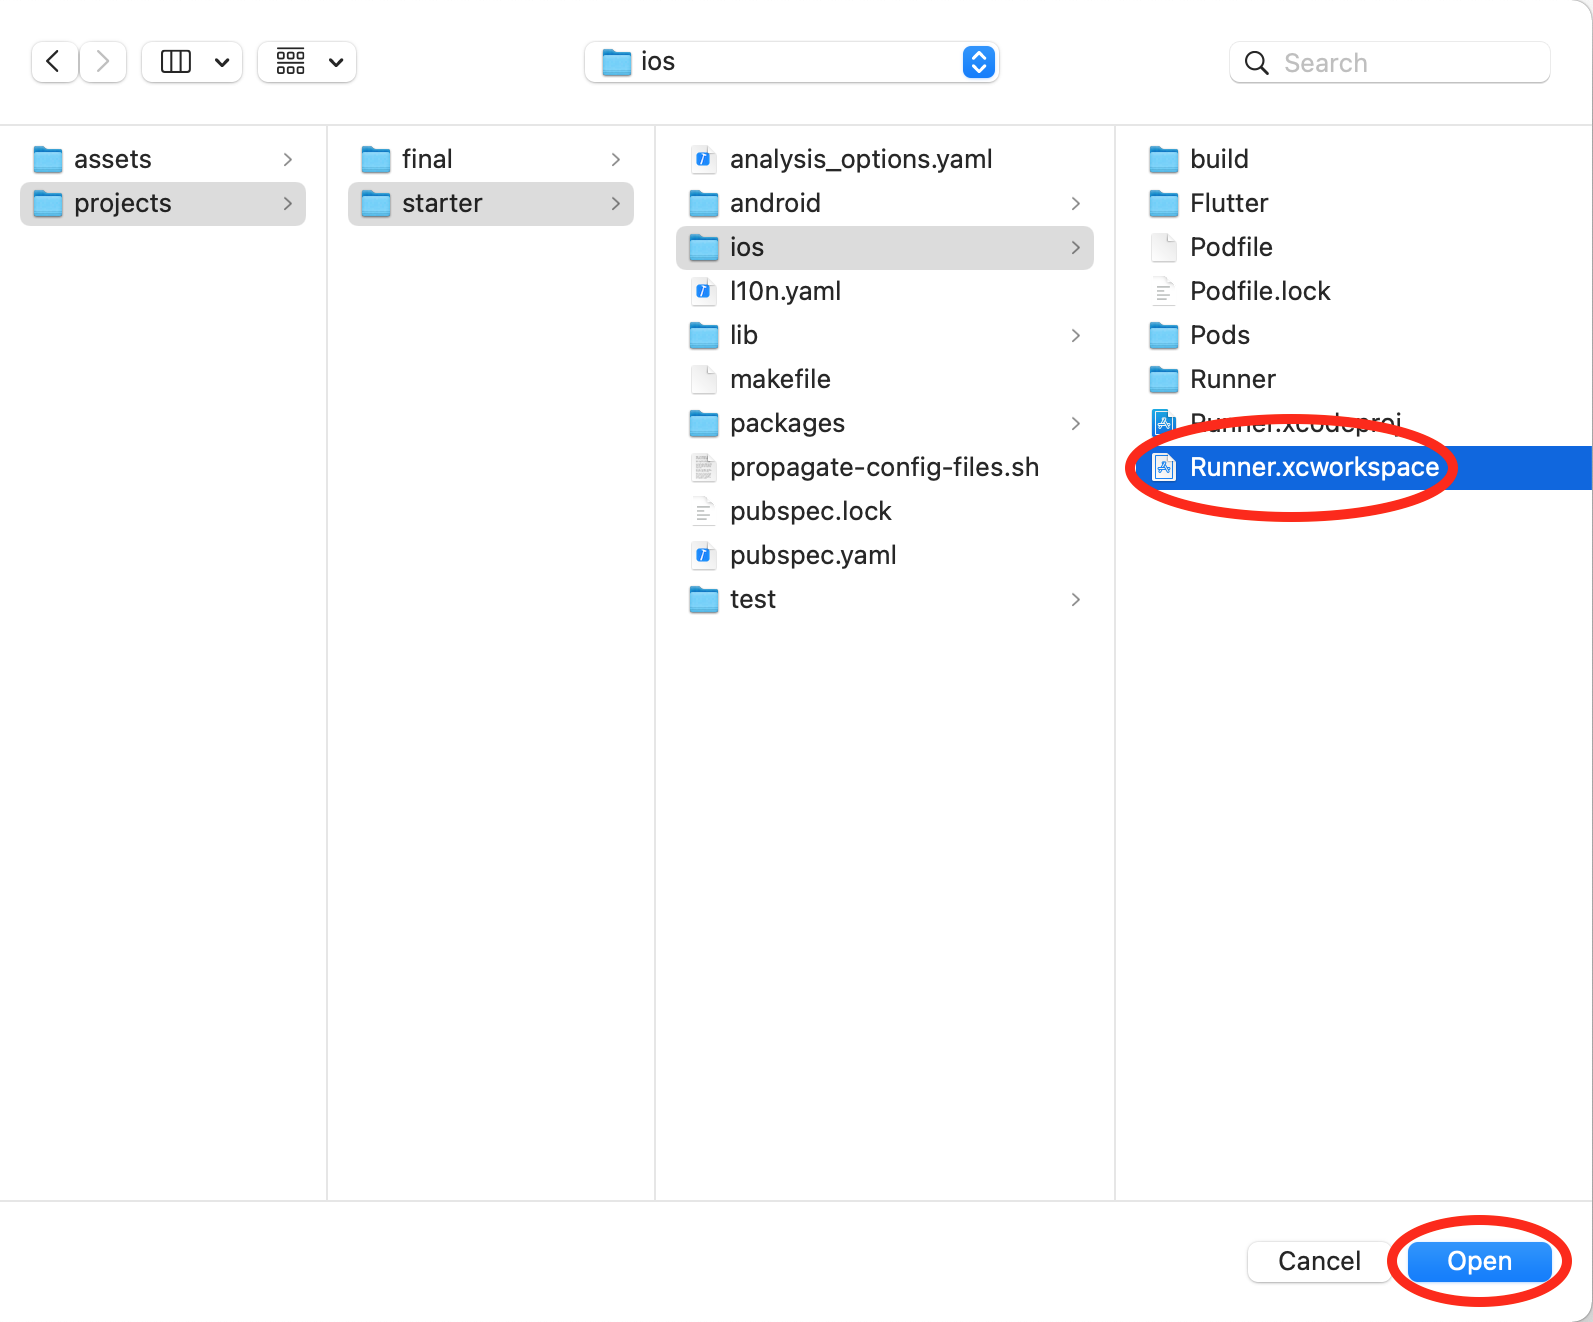 ios
Search
assets
projects
final
starter
analysis_options.yaml
android
ios
l10n.yaml
lib
makefile
packages
propagate-config-files.sh
pubspec.lock
pubspec.yaml
test
build
Flutter
Podfile
Podfile.lock
Pods
Runner
Runner.xcodeproj
Runner.xcworkspace
Cancel
Open